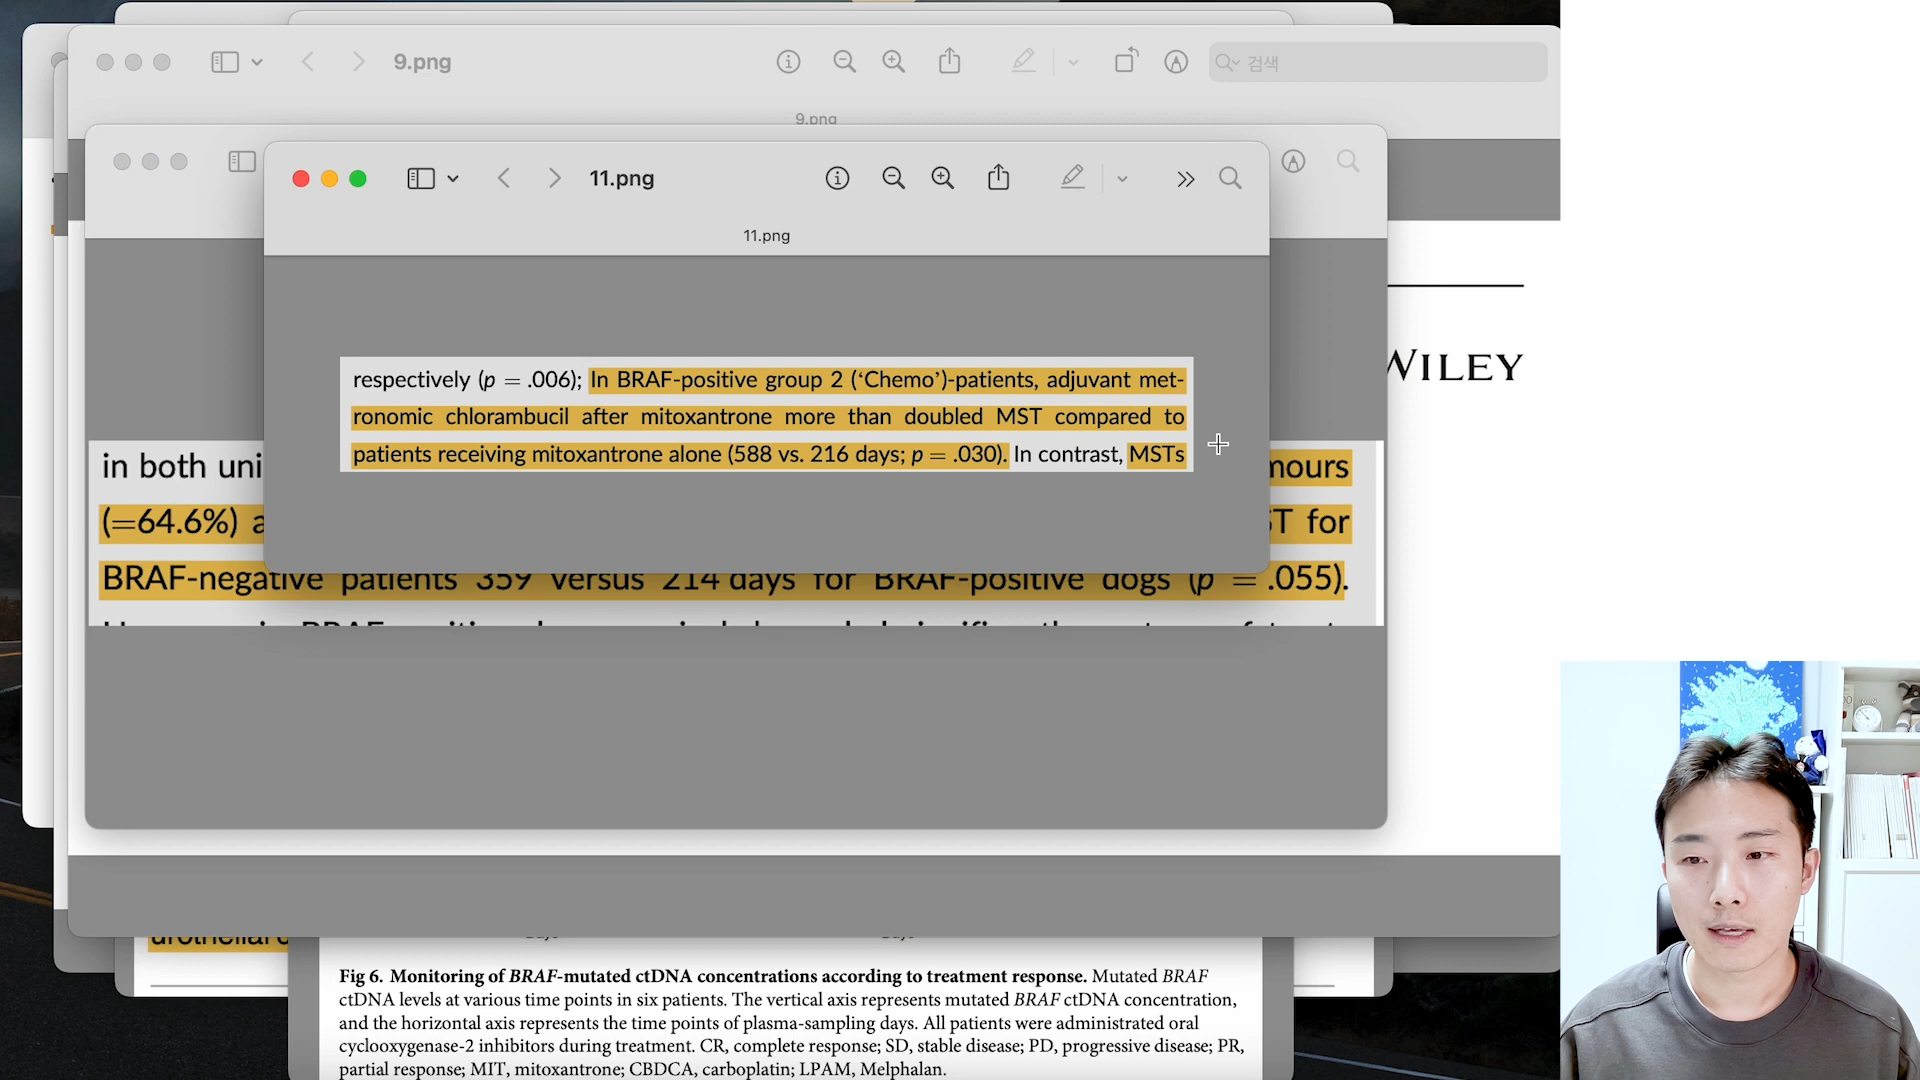 9.png
검색
9.png
11.png
11.png
WILEY
respectively (p = .006); In BRAF-positive group 2 (‘Chemo’)-patients, adjuvant met-
ronomic chlorambucil after mitoxantrone more than doubled MST compared to
patients receiving mitoxantrone alone (588 vs. 216 days; p = .030). In contrast, MSTs
in both uni
mours
(=64.6%) a
ST for
BRAF-negative patients 359 versus 214 days for BRAF-positive dogs (p = .055).
Fig 6. Monitoring of BRAF-mutated ctDNA concentrations according to treatment response. Mutated BRAF
ctDNA levels at various time points in six patients. The vertical axis represents mutated BRAF ctDNA concentration,
and the horizontal axis represents the time points of plasma-sampling days. All patients were administrated oral
cyclooxygenase-2 inhibitors during treatment. CR, complete response; SD, stable disease; PD, progressive disease; PR,
partial response; MIT, mitoxantrone; CBDCA, carboplatin; LPAM, Melphalan.